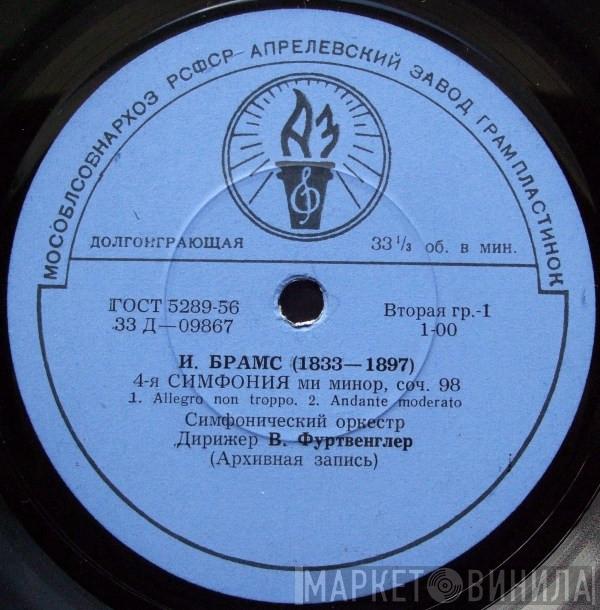 МОСОБЛСОВНАРХОЗ РСФСР АПРЕЛЕВСКИЙ ЗАВОД ГРАМПЛАСТИНОК
АЗ
ДОЛГОИГРАЮЩАЯ
33 1/3 об. в мин.
ГОСТ 5289-56
33 Д—09867
Вторая гр.-1
1-00
И. БРАМС (1833—1897)
4-я СИМФОНИЯ ми минор, соч. 98
1. Allegro non troppo. 2. Andante moderato
Симфонический оркестр
Дирижер В. Фуртвенглер
(Архивная запись)
МАРКЕТ ВИНИЛА